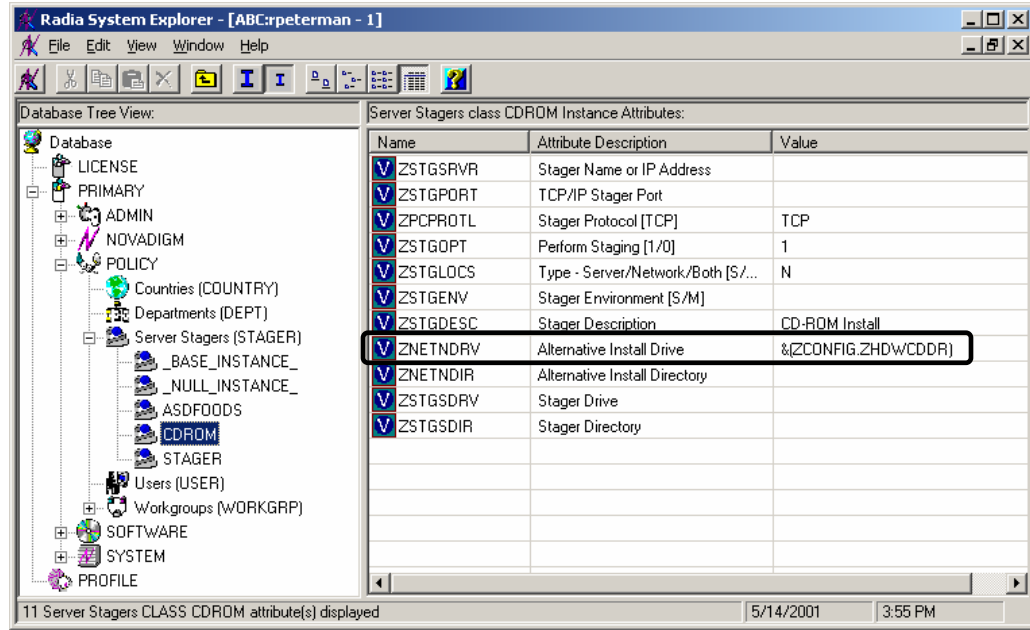 Radia System Explorer - [ABC:rpeterman - 1]
File Edit View Window Help
Database Tree View:
Server Stagers class CDROM Instance Attributes:
Database
LICENSE
PRIMARY
ADMIN
NOVADIGM
POLICY
Countries (COUNTRY)
Departments (DEPT)
Server Stagers (STAGER)
_BASE_INSTANCE_
_NULL_INSTANCE_
ASDFOODS
CDROM
STAGER
Users (USER)
Workgroups (WORKGRP)
SOFTWARE
SYSTEM
PROFILE
Name Attribute Description Value
V ZSTGSRVR Stager Name or IP Address
V ZSTGPORT TCP/IP Stager Port
V ZPCPROTL Stager Protocol [TCP] TCP
V ZSTGOPT Perform Staging [1/0] 1
V ZSTGLOCS Type - Server/Network/Both [S/... N
V ZSTGENV Stager Environment [S/M]
V ZSTGDESC Stager Description CD-ROM Install
V ZNETNDRV Alternative Install Drive &(ZCONFIG.ZHDWCDDR)
V ZNETNDIR Alternative Install Directory
V ZSTGSDRV Stager Drive
V ZSTGSDIR Stager Directory
11 Server Stagers CLASS CDROM attribute(s) displayed 5/14/2001 3:55 PM